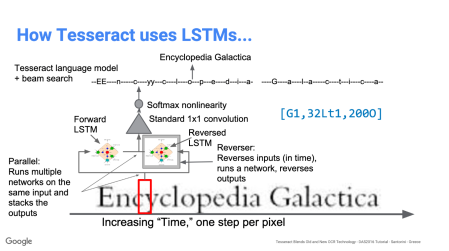 How Tesseract uses LSTMs...
Encyclopedia Galactica
Tesseract language model
+ beam search
Softmax nonlinearity
Standard 1x1 convolution
[G1,32Lt1,200O]
Forward
LSTM
Reversed
LSTM
Reverser:
Reverses inputs (in time),
runs a network, reverses
outputs
Parallel:
Runs multiple
networks on the
same input and
stacks the
outputs
Encyclopedia Galactica
Increasing "Time," one step per pixel
Google